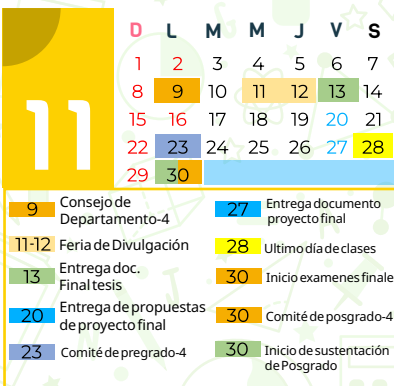 11
D L M M J V S
1 2 3 4 5 6 7
8 9 10 11 12 13 14
15 16 17 18 19 20 21
22 23 24 25 26 27 28
29 30
9 Consejo de
Departamento-4
11-12 Feria de Divulgación
13 Entrega doc.
Final tesis
20 Entrega de propuestas
de proyecto final
23 Comité de pregrado-4
27 Entrega documento
proyecto final
28 Ultimo día de clases
30 Inicio examenes finale
30 Comité de posgrado-4
30 Inicio de sustentación
de Posgrado